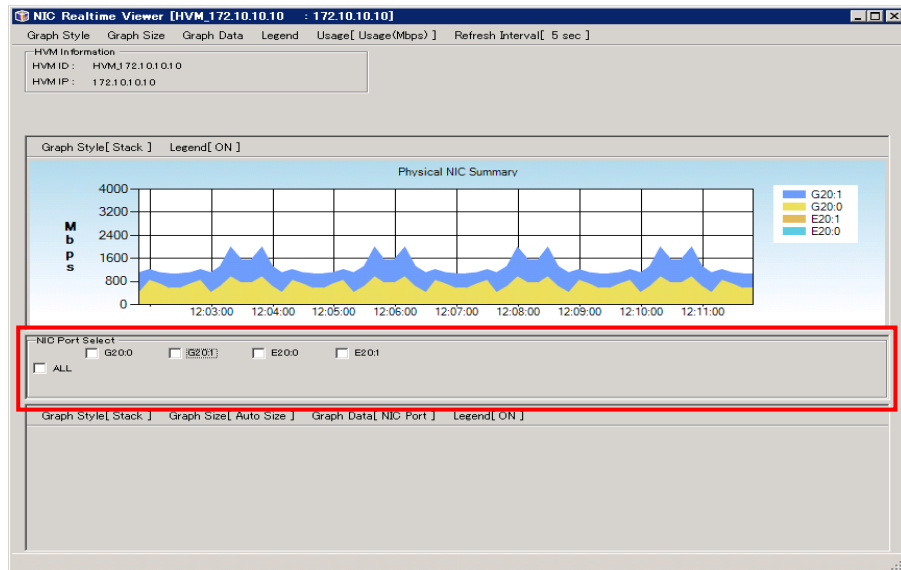 NIC Realtime Viewer [HVM_172.10.10.10 : 172.10.10.10]
Graph Style Graph Size Graph Data Legend Usage[ Usage(Mbps) ] Refresh Interval[ 5 sec ]
HVM Information
HVM ID : HVM_172.10.10.10
HVM IP : 172.10.10.10
Graph Style[ Stack ] Legend[ ON ]
Physical NIC Summary
Mbps
4000
3200
2400
1600
800
0
12:03:00 12:04:00 12:05:00 12:06:00 12:07:00 12:08:00 12:09:00 12:10:00 12:11:00
G20:1
G20:0
E20:1
E20:0
NIC Port Select
G20:0 G20:1 E20:0 E20:1
ALL
Graph Style[ Stack ] Graph Size[ Auto Size ] Graph Data[ NIC Port ] Legend[ ON ]